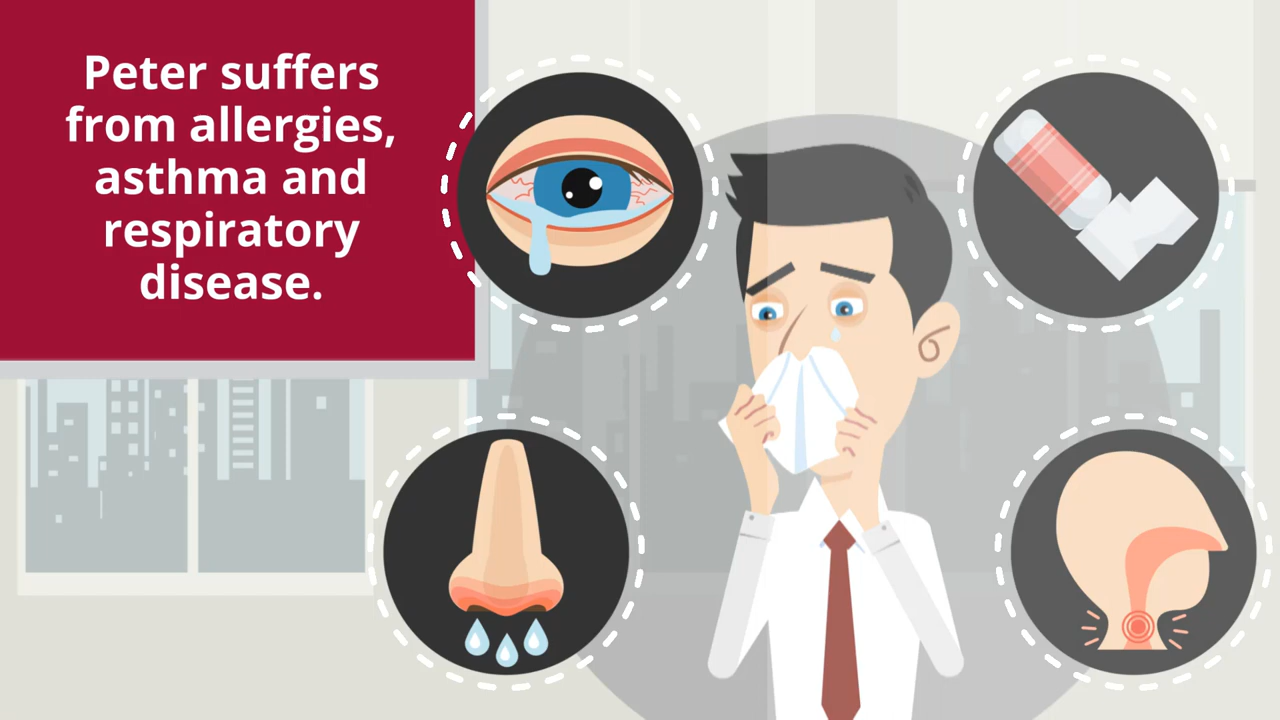 Peter suffers
from allergies,
asthma and
respiratory
disease.